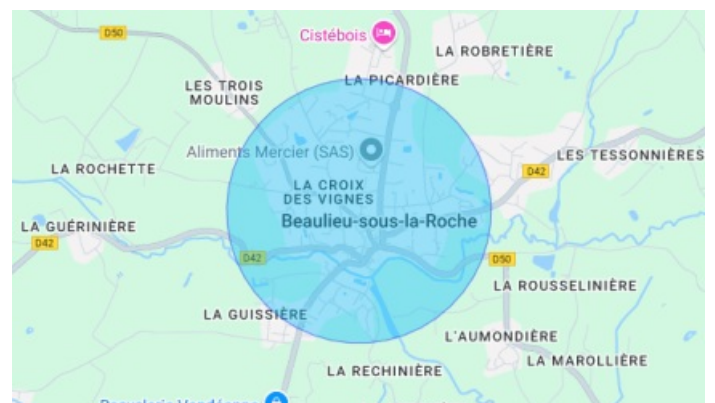 D50
Cistébois
LA ROBRETIÈRE
LA PICARDIÈRE
LES TROIS
MOULINS
Aliments Mercier (SAS)
LES TESSONNIÈRES
LA ROCHETTE
D42
LA CROIX
DES VIGNES
Beaulieu-sous-la-Roche
LA GUÉRINIÈRE
D42
D42
D50
LA ROUSSELINIÈRE
LA GUISSIÈRE
L'AUMONDIÈRE
LA MAROLLIÈRE
LA RECHINIÈRE